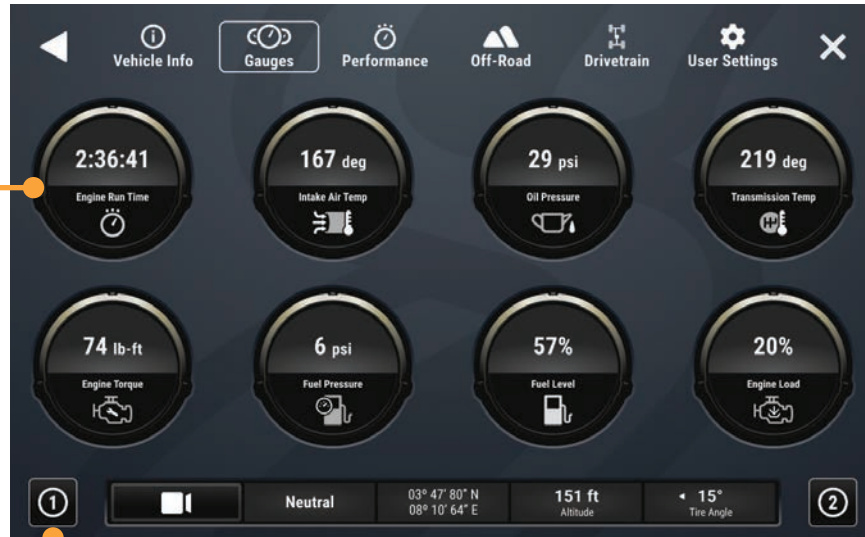 Vehicle Info
Gauges
Performance
Off-Road
Drivetrain
User Settings
2:36:41
Engine Run Time
167 deg
Intake Air Temp
29 psi
Oil Pressure
219 deg
Transmission Temp
74 lb-ft
Engine Torque
6 psi
Fuel Pressure
57%
Fuel Level
20%
Engine Load
1
Neutral
03º 47' 80" N
08º 10' 64" E
151 ft
Altitude
15°
Tire Angle
2